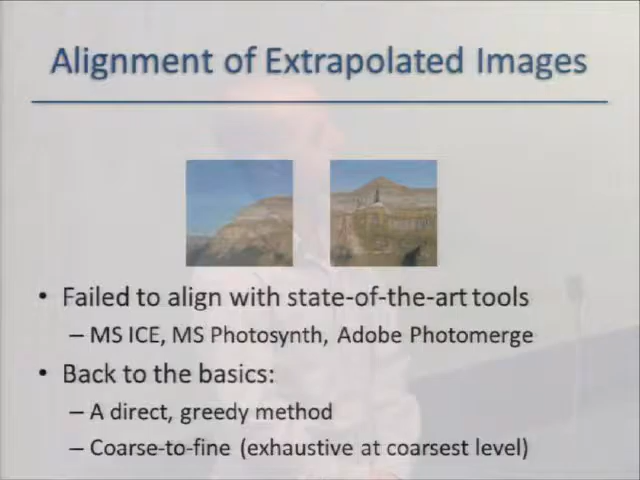 Alignment of Extrapolated Images
• Failed to align with state-of-the-art tools
– MS ICE, MS Photosynth, Adobe Photomerge
• Back to the basics:
– A direct, greedy method
– Coarse-to-fine (exhaustive at coarsest level)